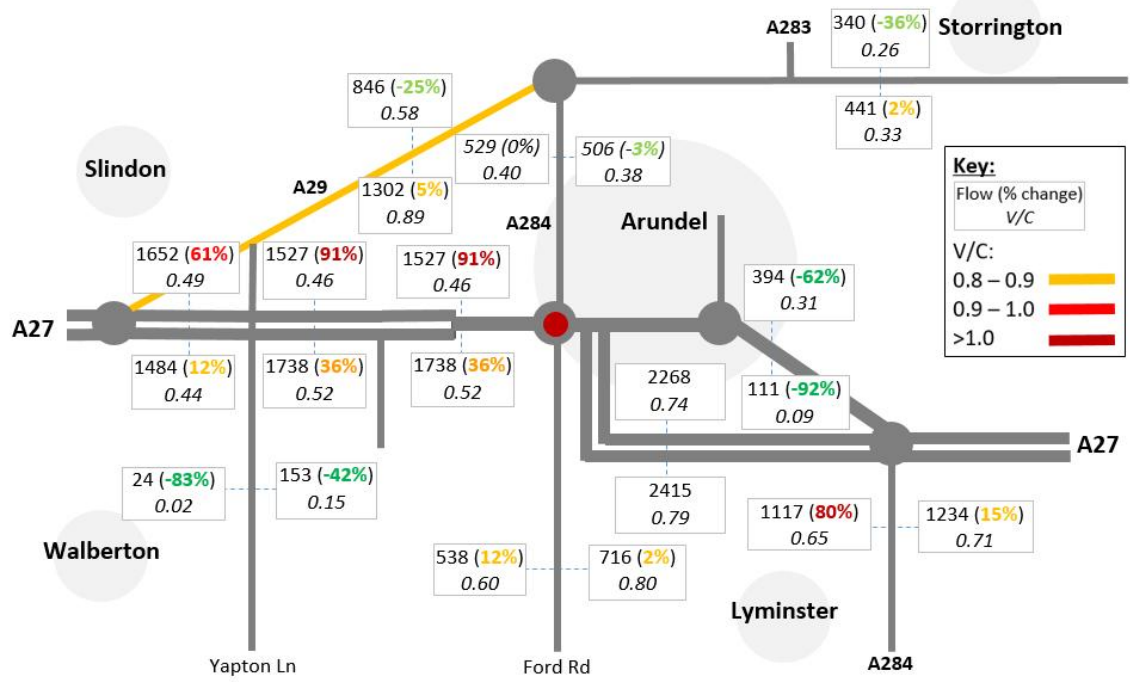 A283
340 (-36%)
0.26
Storrington
846 (-25%)
0.58
441 (2%)
0.33
529 (0%)
0.40
506 (-3%)
0.38
Slindon
A29
1302 (5%)
0.89
A284
Arundel
Key:
Flow (% change)
V/C
V/C:
0.8 – 0.9
0.9 – 1.0
>1.0
1652 (61%)
0.49
1527 (91%)
0.46
1527 (91%)
0.46
394 (-62%)
0.31
A27
1484 (12%)
0.44
1738 (36%)
0.52
1738 (36%)
0.52
2268
0.74
111 (-92%)
0.09
A27
24 (-83%)
0.02
153 (-42%)
0.15
2415
0.79
1117 (80%)
0.65
1234 (15%)
0.71
Walberton
538 (12%)
0.60
716 (2%)
0.80
Lyminster
Yapton Ln
Ford Rd
A284